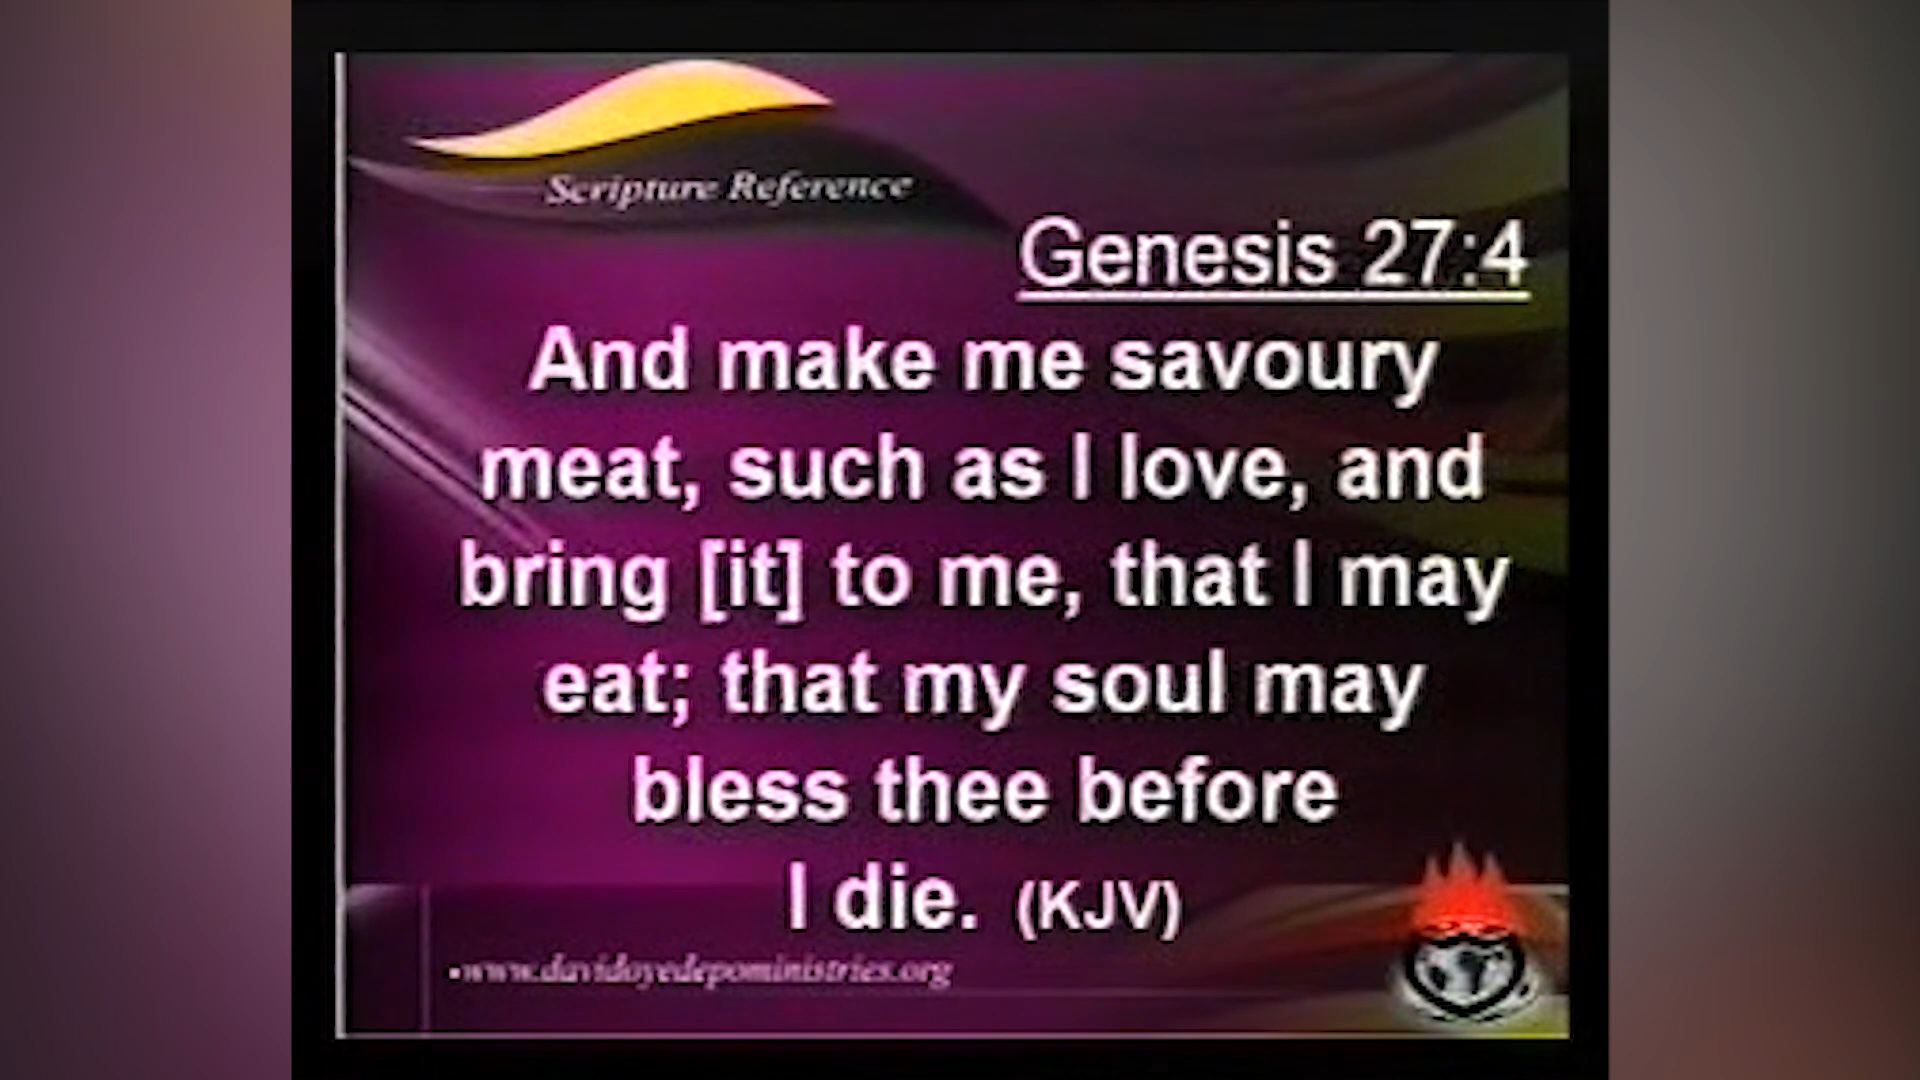 Scripture Reference
Genesis 27:4
And make me savoury
meat, such as I love, and
bring [it] to me, that I may
eat; that my soul may
bless thee before
I die. (KJV)
•www.davidoyedepoministries.org